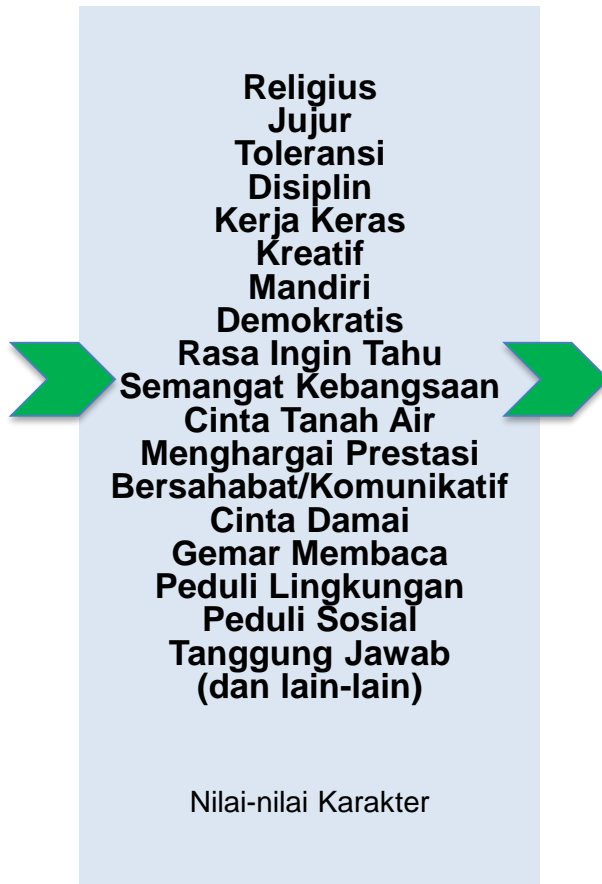 Religius
Jujur
Toleransi
Disiplin
Kerja Keras
Kreatif
Mandiri
Demokratis
Rasa Ingin Tahu
Semangat Kebangsaan
Cinta Tanah Air
Menghargai Prestasi
Bersahabat/Komunikatif
Cinta Damai
Gemar Membaca
Peduli Lingkungan
Peduli Sosial
Tanggung Jawab
(dan lain-lain)
Nilai-nilai Karakter